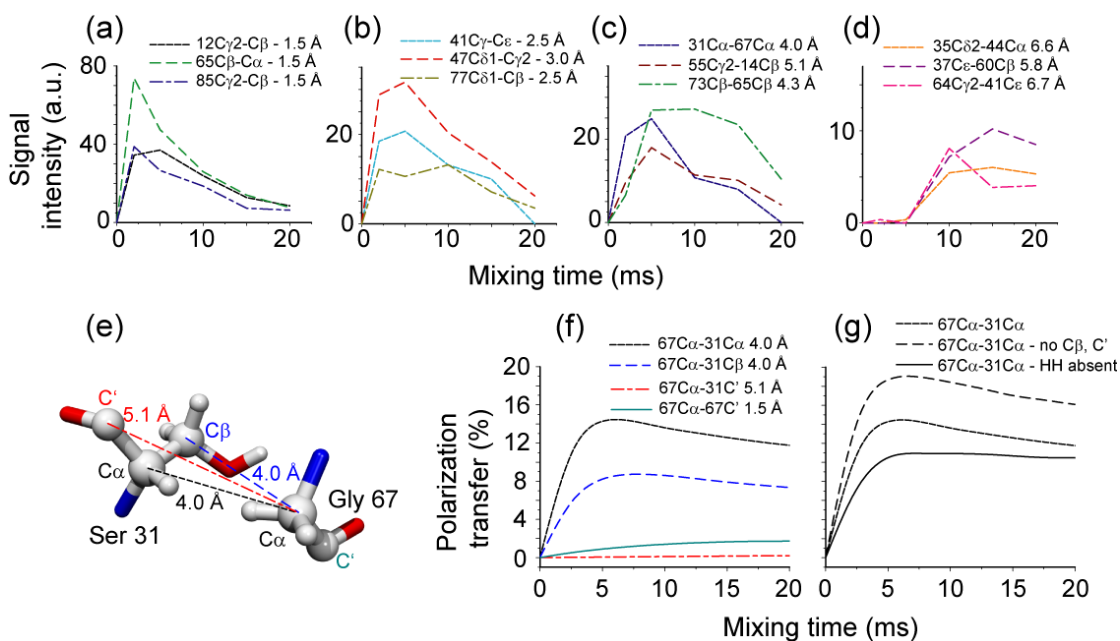 (a)
12Cγ2-Cβ - 1.5 Å
65Cβ-Cα - 1.5 Å
85Cγ2-Cβ - 1.5 Å
80
40
0
0 10 20
Signal
intensity (a.u.)
(b)
41Cγ-Cε - 2.5 Å
47Cδ1-Cγ2 - 3.0 Å
77Cδ1-Cβ - 2.5 Å
20
0
0 10 20
(c)
31Cα-67Cα 4.0 Å
55Cγ2-14Cβ 5.1 Å
73Cβ-65Cβ 4.3 Å
20
0
0 10 20
(d)
35Cδ2-44Cα 6.6 Å
37Cε-60Cβ 5.8 Å
64Cγ2-41Cε 6.7 Å
10
0
0 10 20
Mixing time (ms)
(e)
C‘
5.1 Å
Cβ
Cα
4.0 Å
4.0 Å
Gly 67
Ser 31
Cα
C‘
(f)
67Cα-31Cα 4.0 Å
67Cα-31Cβ 4.0 Å
67Cα-31C’ 5.1 Å
67Cα-67C’ 1.5 Å
20
16
12
8
4
0
0 5 10 15 20
Polarization
transfer (%)
(g)
67Cα-31Cα
67Cα-31Cα - no Cβ, C’
67Cα-31Cα - HH absent
0 5 10 15 20
Mixing time (ms)